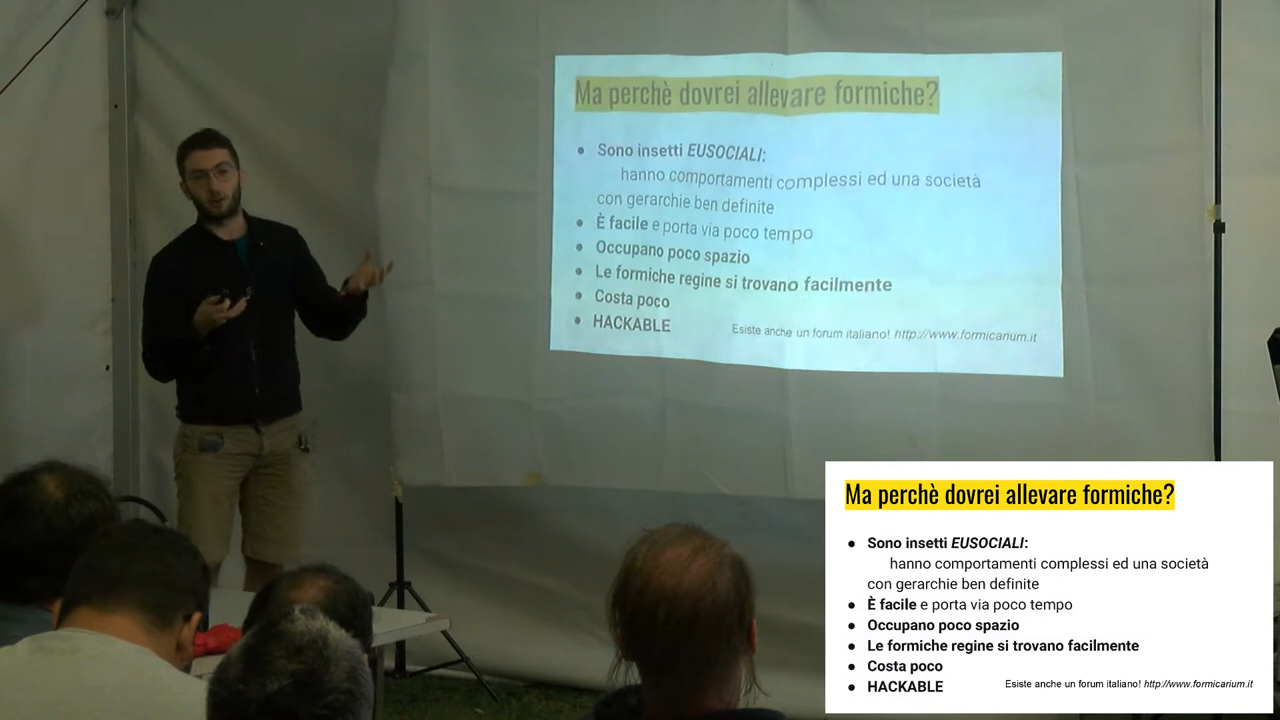 Ma perchè dovrei allevare formiche?
● Sono insetti EUSOCIALI:
hanno comportamenti complessi ed una società
con gerarchie ben definite
● È facile e porta via poco tempo
● Occupano poco spazio
● Le formiche regine si trovano facilmente
● Costa poco
● HACKABLE
Esiste anche un forum italiano! http://www.formicarium.it
Ma perchè dovrei allevare formiche?
● Sono insetti EUSOCIALI:
hanno comportamenti complessi ed una società
con gerarchie ben definite
● È facile e porta via poco tempo
● Occupano poco spazio
● Le formiche regine si trovano facilmente
● Costa poco
● HACKABLE
Esiste anche un forum italiano! http://www.formicarium.it